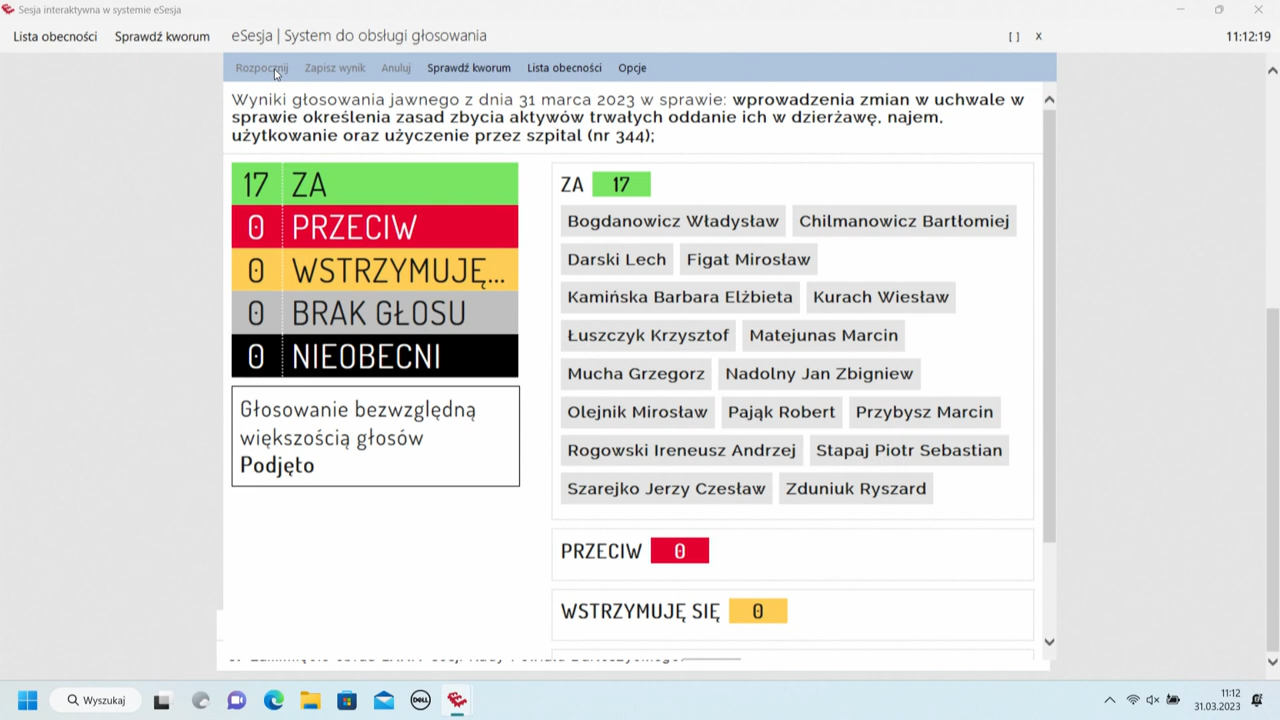 Sesja interaktywna w systemie eSesja
Lista obecności Sprawdź kworum eSesja | System do obsługi głosowania [ ] x 11:12:19
Rozpocznij Zapisz wynik Anuluj Sprawdź kworum Lista obecności Opcje
Wyniki głosowania jawnego z dnia 31 marca 2023 w sprawie: wprowadzenia zmian w uchwale w
sprawie określenia zasad zbycia aktywów trwałych oddanie ich w dzierżawę, najem,
użytkowanie oraz użyczenie przez szpital (nr 344);
17 ZA
0 PRZECIW
0 WSTRZYMUJĘ...
0 BRAK GŁOSU
0 NIEOBECNI
Głosowanie bezwzględną
większością głosów
Podjęto
ZA 17
Bogdanowicz Władysław Chilmanowicz Bartłomiej
Darski Lech Figat Mirosław
Kamińska Barbara Elżbieta Kurach Wiesław
Łuszczyk Krzysztof Matejunas Marcin
Mucha Grzegorz Nadolny Jan Zbigniew
Olejnik Mirosław Pająk Robert Przybysz Marcin
Rogowski Ireneusz Andrzej Stapaj Piotr Sebastian
Szarejko Jerzy Czesław Zduniuk Ryszard
PRZECIW 0
WSTRZYMUJĘ SIĘ 0
Wyszukaj
DELL
11:12
31.03.2023